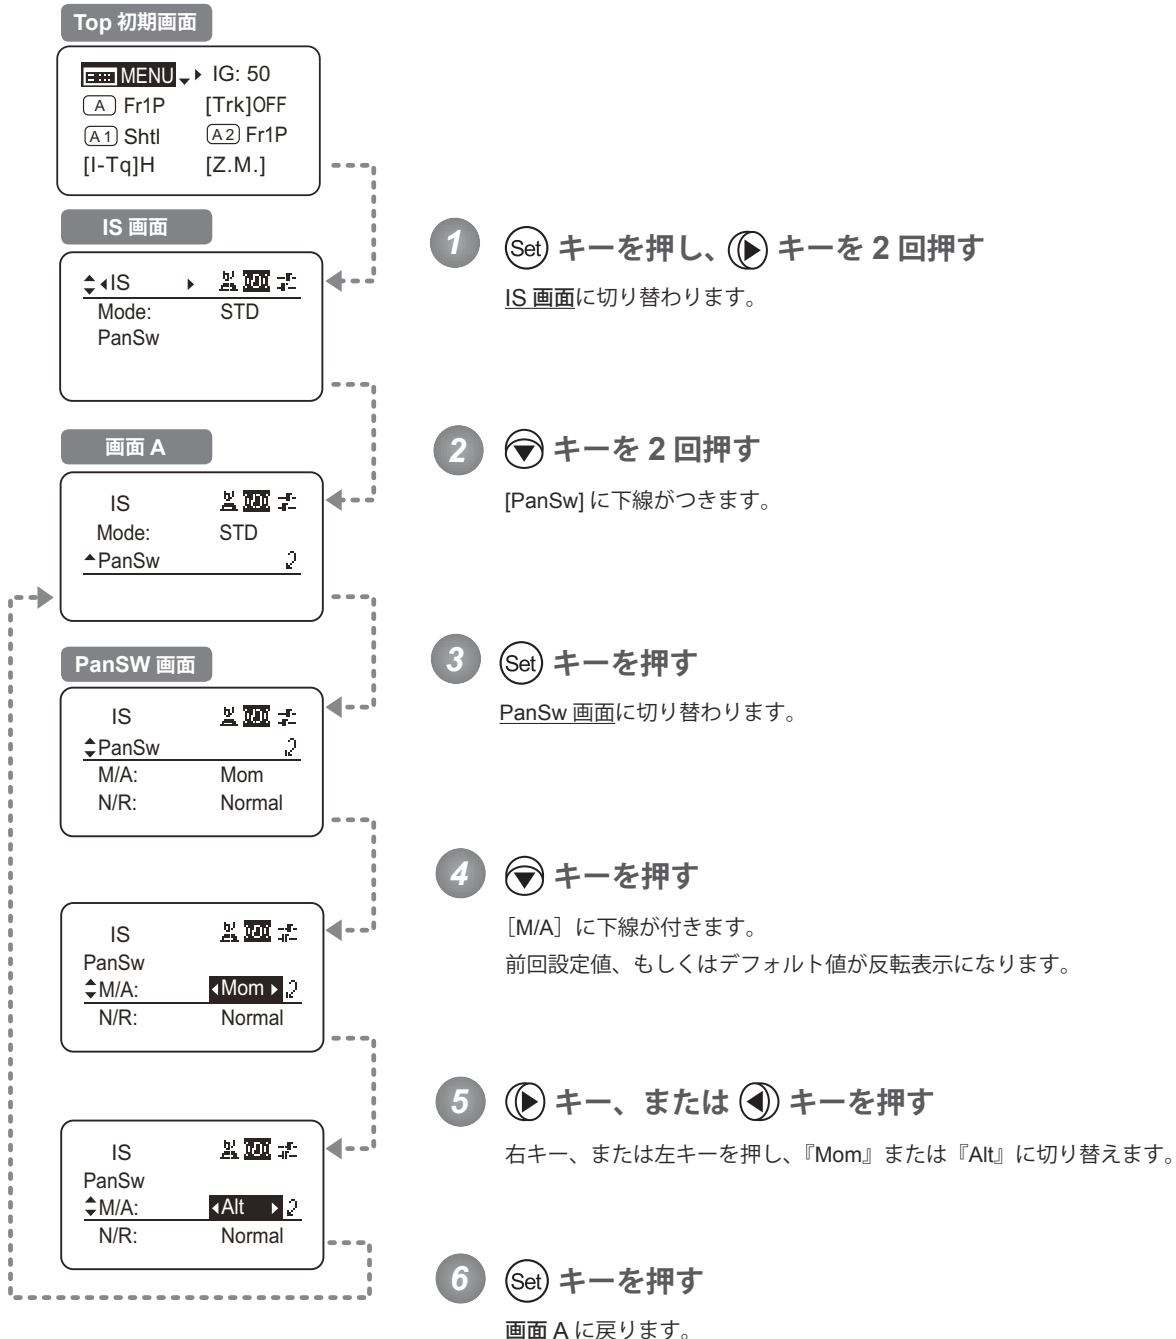 Top 初期画面
MENU IG: 50
A Fr1P [Trk]OFF
A1 Shtl A2 Fr1P
[I-Tq]H [Z.M.]
IS 画面
IS
Mode: STD
PanSw
1 Set キーを押し、 キーを 2 回押す
IS 画面に切り替わります。
画面 A
IS
Mode: STD
PanSw
2 キーを 2 回押す
[PanSw] に下線がつきます。
PanSW 画面
IS
PanSw
M/A: Mom
N/R: Normal
3 Set キーを押す
PanSw 画面に切り替わります。
IS
PanSw
M/A: Mom
N/R: Normal
4 キーを押す
［M/A］に下線が付きます。
前回設定値、もしくはデフォルト値が反転表示になります。
IS
PanSw
M/A: Alt
N/R: Normal
5 キー、または キーを押す
右キー、または左キーを押し、『Mom』または『Alt』に切り替えます。
6 Set キーを押す
画面 A に戻ります。